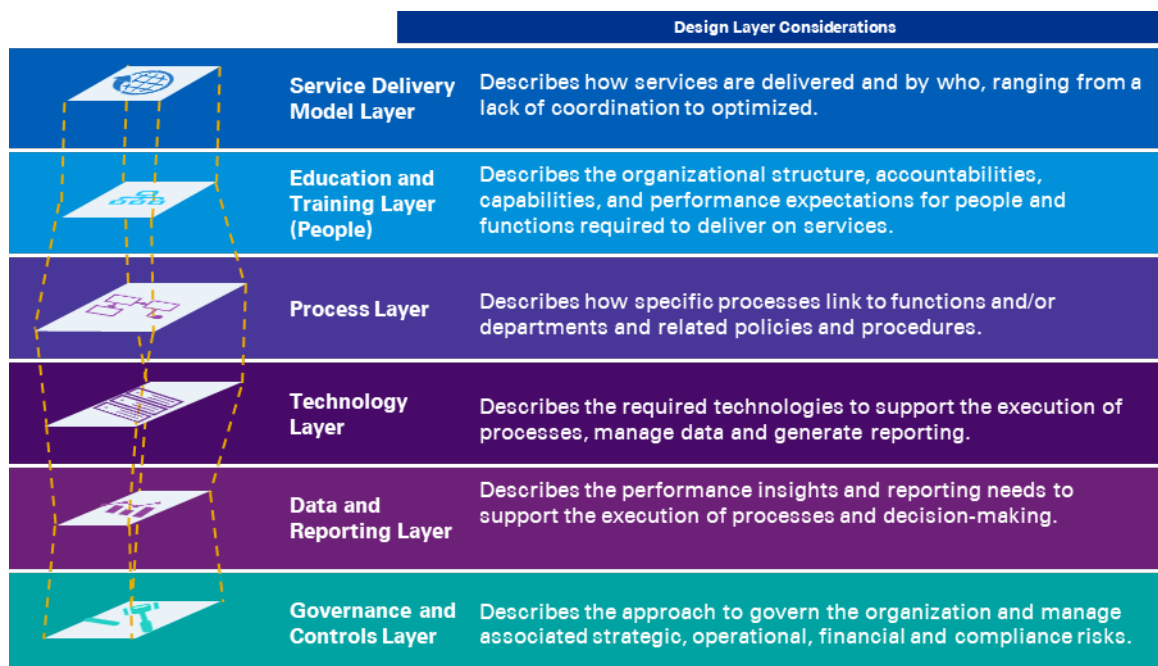 Design Layer Considerations
Service Delivery
Model Layer
Describes how services are delivered and by who, ranging from a
lack of coordination to optimized.
Education and
Training Layer
(People)
Describes the organizational structure, accountabilities,
capabilities, and performance expectations for people and
functions required to deliver on services.
Process Layer
Describes how specific processes link to functions and/or
departments and related policies and procedures.
Technology
Layer
Describes the required technologies to support the execution of
processes, manage data and generate reporting.
Data and
Reporting Layer
Describes the performance insights and reporting needs to
support the execution of processes and decision-making.
Governance and
Controls Layer
Describes the approach to govern the organization and manage
associated strategic, operational, financial and compliance risks.